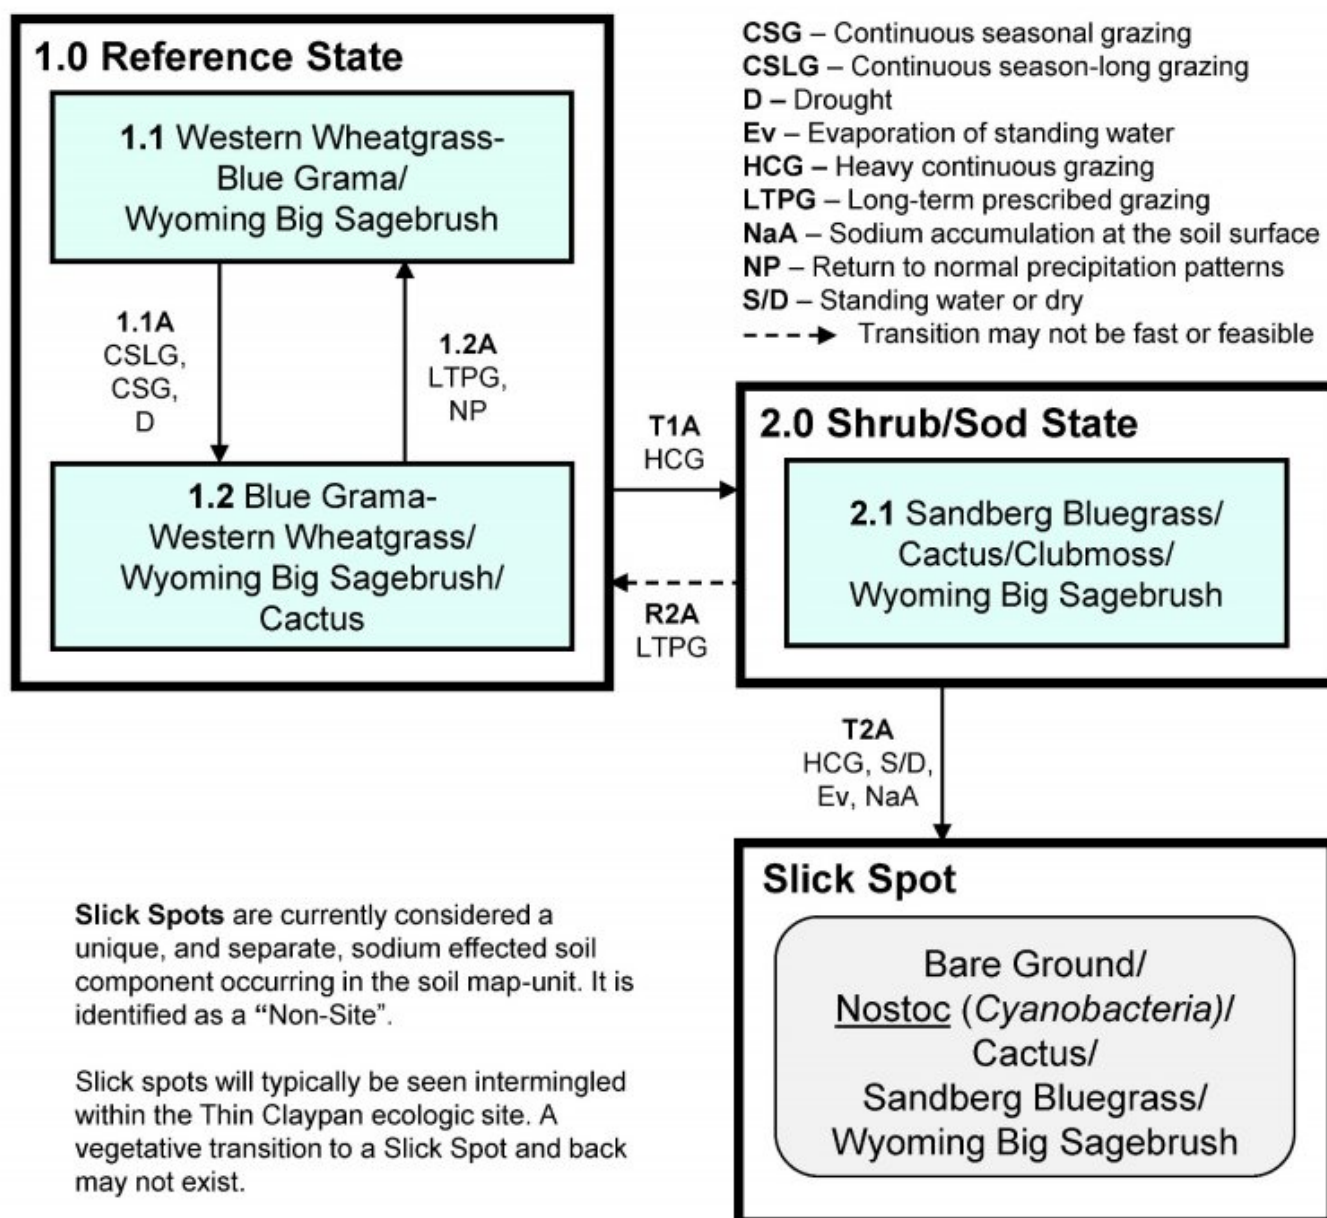 1.0 Reference State
1.1 Western Wheatgrass-
Blue Grama/
Wyoming Big Sagebrush
1.1A
CSLG,
CSG,
D
1.2A
LTPG,
NP
1.2 Blue Grama-
Western Wheatgrass/
Wyoming Big Sagebrush/
Cactus
CSG – Continuous seasonal grazing
CSLG – Continuous season-long grazing
D – Drought
Ev – Evaporation of standing water
HCG – Heavy continuous grazing
LTPG – Long-term prescribed grazing
NaA – Sodium accumulation at the soil surface
NP – Return to normal precipitation patterns
S/D – Standing water or dry
Transition may not be fast or feasible
T1A
HCG
R2A
LTPG
2.0 Shrub/Sod State
2.1 Sandberg Bluegrass/
Cactus/Clubmoss/
Wyoming Big Sagebrush
T2A
HCG, S/D,
Ev, NaA
Slick Spot
Bare Ground/
Nostoc (Cyanobacteria)/
Cactus/
Sandberg Bluegrass/
Wyoming Big Sagebrush
Slick Spots are currently considered a
unique, and separate, sodium effected soil
component occurring in the soil map-unit. It is
identified as a “Non-Site”.
Slick spots will typically be seen intermingled
within the Thin Claypan ecologic site. A
vegetative transition to a Slick Spot and back
may not exist.